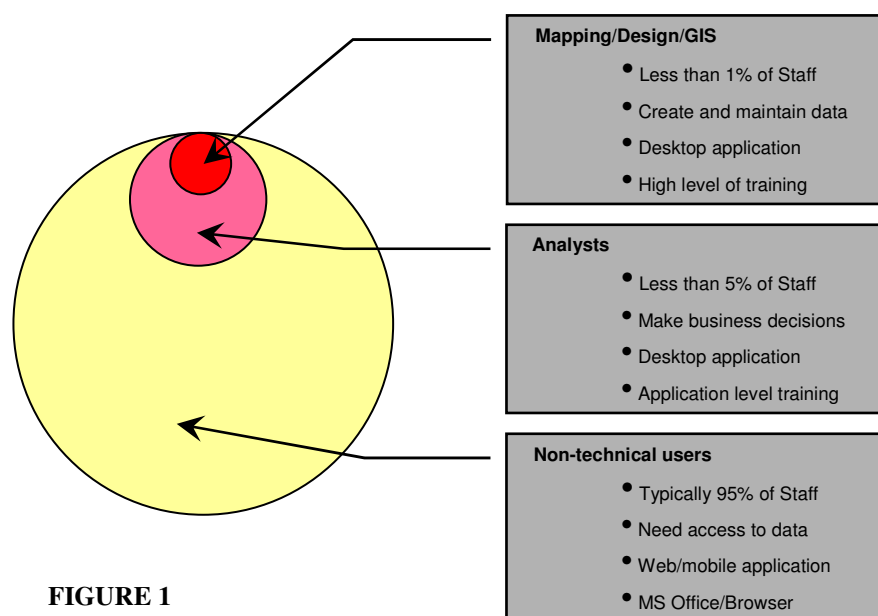 Mapping/Design/GIS
• Less than 1% of Staff
• Create and maintain data
• Desktop application
• High level of training
Analysts
• Less than 5% of Staff
• Make business decisions
• Desktop application
• Application level training
Non-technical users
• Typically 95% of Staff
• Need access to data
• Web/mobile application
• MS Office/Browser
FIGURE 1